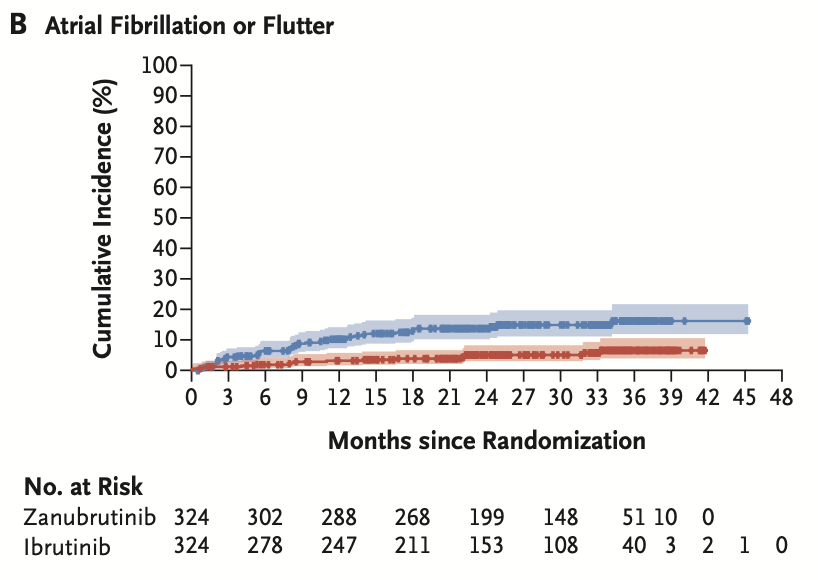 B Atrial Fibrillation or Flutter
Cumulative Incidence (%)
100
90
80
70
60
50
40
30
20
10
0
0 3 6 9 12 15 18 21 24 27 30 33 36 39 42 45 48
Months since Randomization
No. at Risk
Zanubrutinib 324 302 288 268 199 148 51 10 0
Ibrutinib 324 278 247 211 153 108 40 3 2 1 0